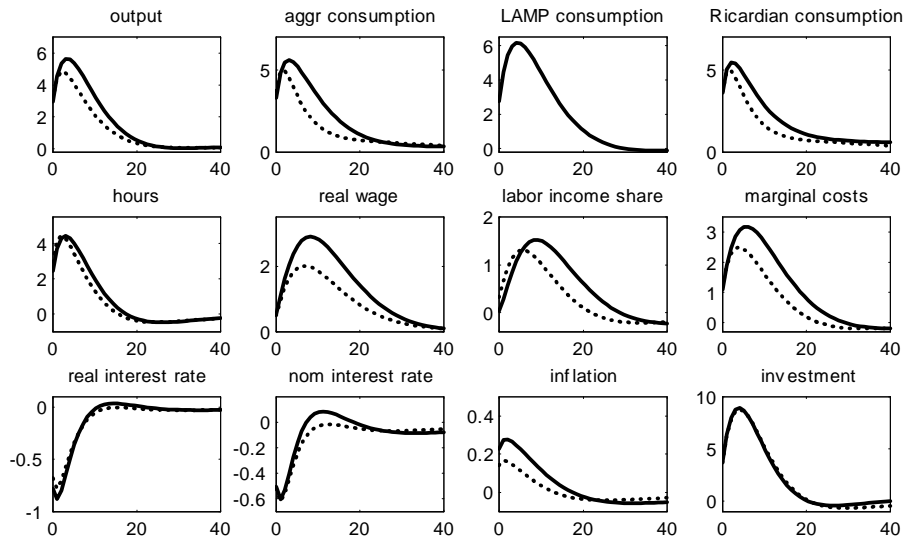 output
aggr consumption
LAMP consumption
Ricardian consumption
6
4
2
0
0 20 40
5
0
0 20 40
6
4
2
0
0 20 40
5
0
0 20 40
hours
real wage
labor income share
marginal costs
4
2
0
0 20 40
2
0
0 20 40
2
1
0
0 20 40
3
2
1
0
0 20 40
real interest rate
nom interest rate
inflation
investment
0
-0.5
-1
0 20 40
0
-0.2
-0.4
-0.6
0 20 40
0.4
0.2
0
0 20 40
10
5
0
0 20 40